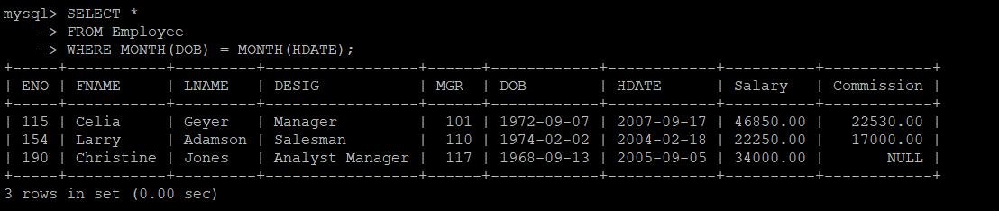 mysql> SELECT *
    -> FROM Employee
    -> WHERE MONTH(DOB) = MONTH(HDATE);
+-----+-----------+---------+-----------------+------+------------+------------+----------+------------+
| ENO | FNAME     | LNAME   | DESIG           | MGR  | DOB        | HDATE      | Salary   | Commission |
+-----+-----------+---------+-----------------+------+------------+------------+----------+------------+
| 115 | Celia     | Geyer   | Manager         |  101 | 1972-09-07 | 2007-09-17 | 46850.00 |   22530.00 |
| 154 | Larry     | Adamson | Salesman        |  110 | 1974-02-02 | 2004-02-18 | 22250.00 |   17000.00 |
| 190 | Christine | Jones   | Analyst Manager |  117 | 1968-09-13 | 2005-09-05 | 34000.00 |       NULL |
+-----+-----------+---------+-----------------+------+------------+------------+----------+------------+
3 rows in set (0.00 sec)